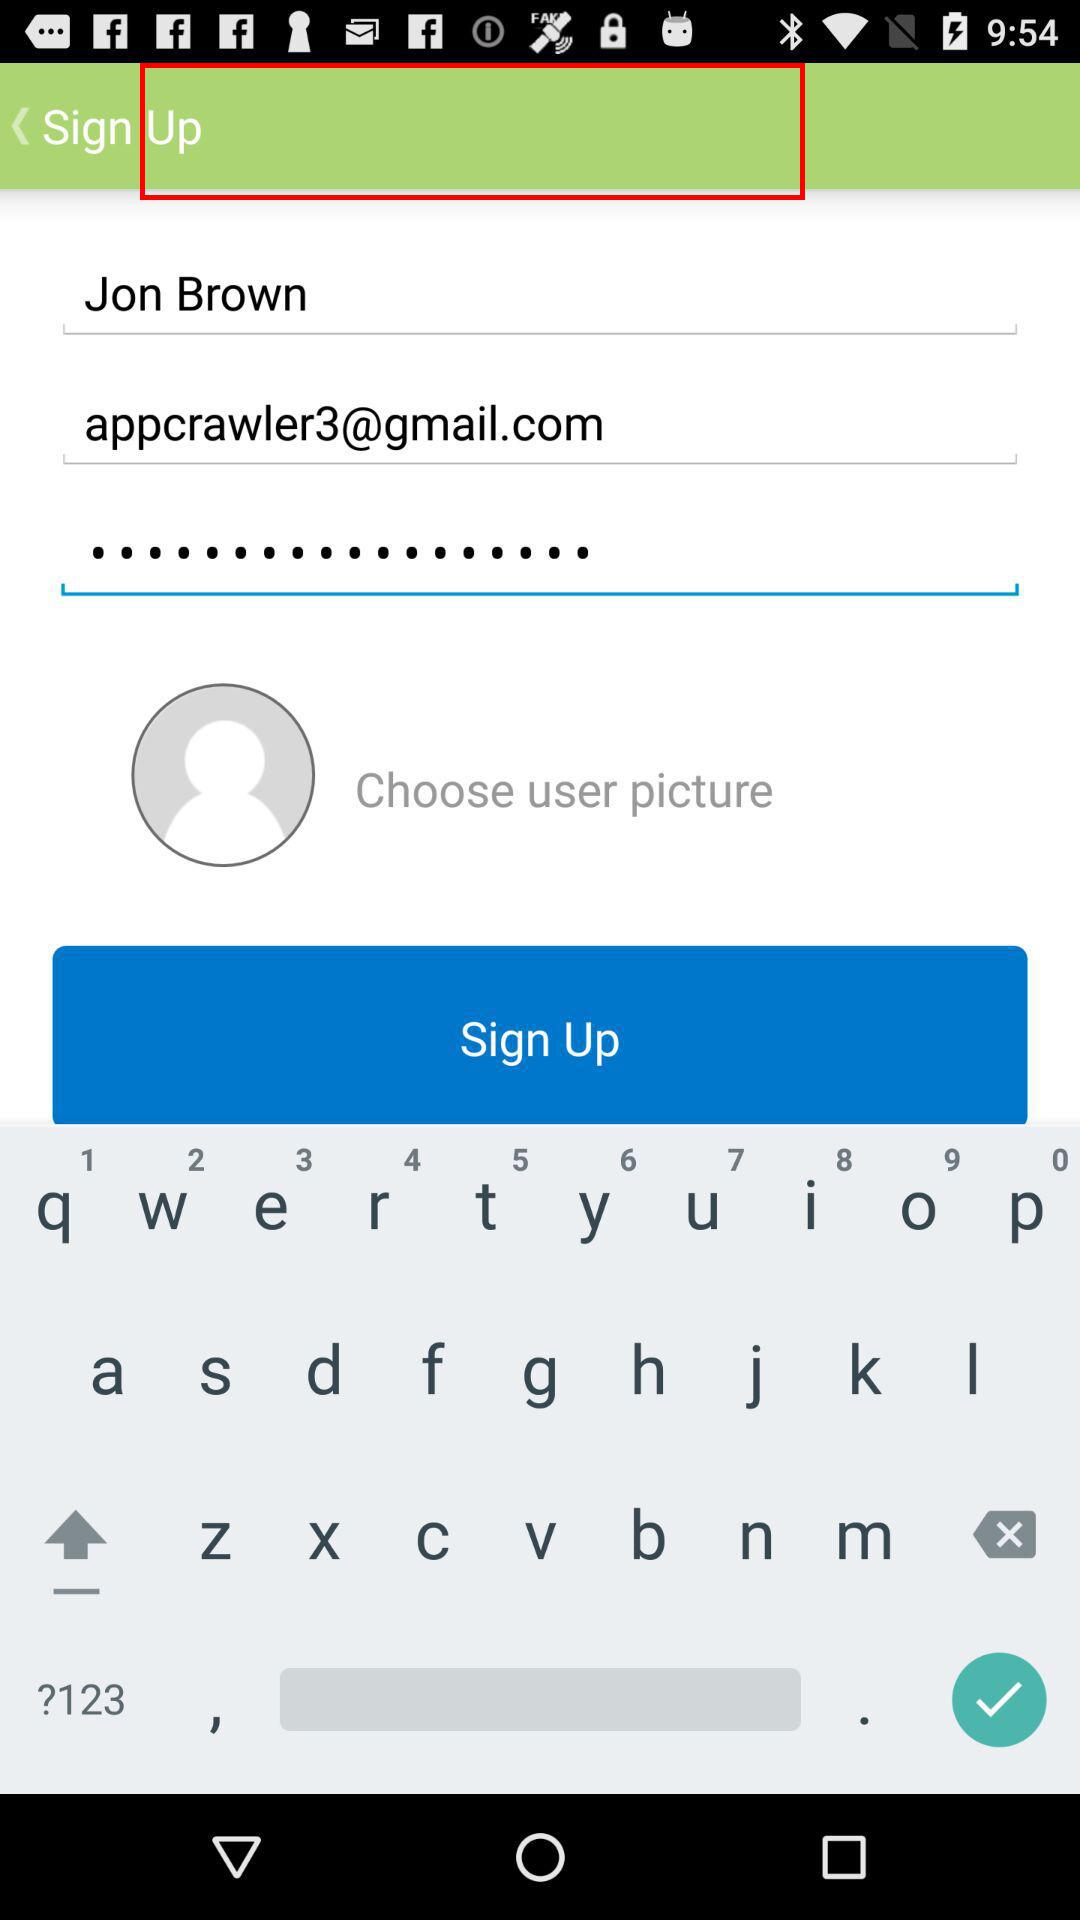 FAKE 9:54
Sign Up
Jon Brown
appcrawler3@gmail.com
••••••••••••••••••
Choose user picture
Sign Up
1 2 3 4 5 6 7 8 9 0
q w e r t y u i o p
a s d f g h j k l
z x c v b n m
?123 , .